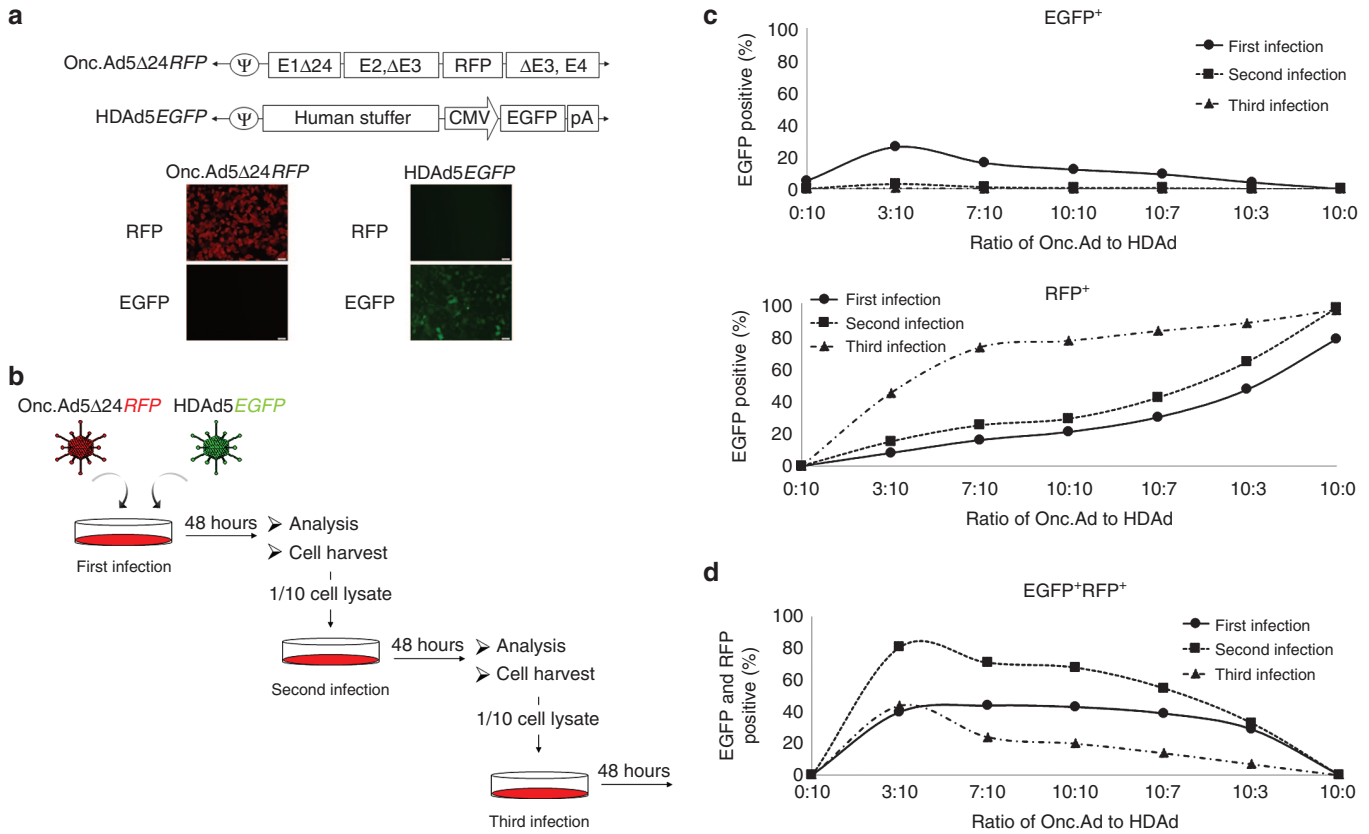 a
Onc.Ad5Δ24RFP
Ψ
E1Δ24
E2,ΔE3
RFP
ΔE3, E4
HDAd5EGFP
Ψ
Human stuffer
CMV
EGFP
pA
Onc.Ad5Δ24RFP
HDAd5EGFP
RFP
RFP
EGFP
EGFP
b
Onc.Ad5Δ24RFP
HDAd5EGFP
First infection
48 hours
Analysis
Cell harvest
1/10 cell lysate
Second infection
48 hours
Analysis
Cell harvest
1/10 cell lysate
Third infection
48 hours
c
EGFP+
EGFP positive (%)
100
80
60
40
20
0
First infection
Second infection
Third infection
0:10 3:10 7:10 10:10 10:7 10:3 10:0
Ratio of Onc.Ad to HDAd
RFP+
EGFP positive (%)
100
80
60
40
20
0
First infection
Second infection
Third infection
0:10 3:10 7:10 10:10 10:7 10:3 10:0
Ratio of Onc.Ad to HDAd
d
EGFP+RFP+
EGFP and RFP
positive (%)
100
80
60
40
20
0
First infection
Second infection
Third infection
0:10 3:10 7:10 10:10 10:7 10:3 10:0
Ratio of Onc.Ad to HDAd